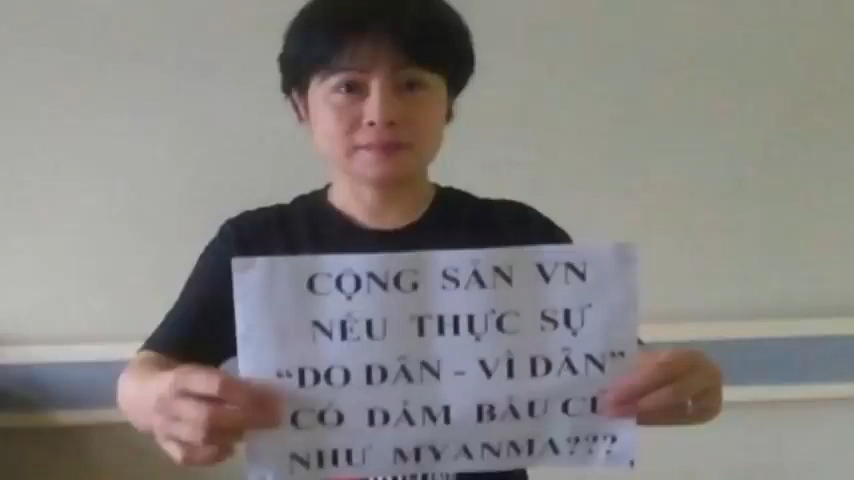 CỘNG SẢN VN
NẾU THỰC SỰ
“DO DÂN - VÌ DÂN”
CÓ DÁM BẦU CỬ
NHƯ MYANMA???